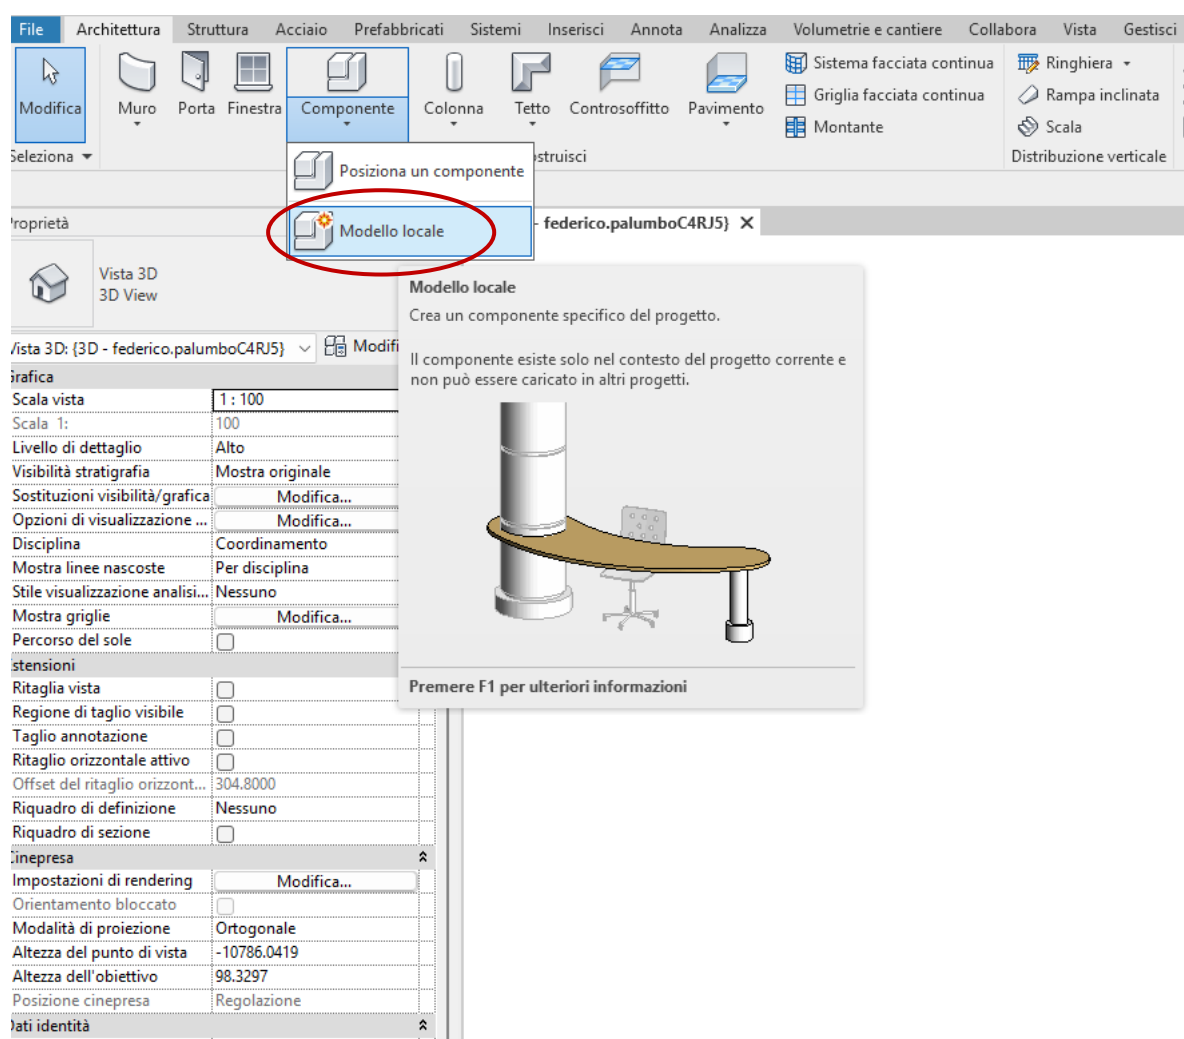 File Architettura Struttura Acciaio Prefabbricati Sistemi Inserisci Annota Analizza Volumetrie e cantiere Collabora Vista Gestisci
Modifica
Muro
Porta
Finestra
Componente
Colonna
Tetto
Controsoffitto
Pavimento
Sistema facciata continua
Griglia facciata continua
Montante
Ringhiera
Rampa inclinata
Scala
Seleziona
ostruisci
Distribuzione verticale
Posiziona un componente
Modello locale
Proprietà
- federico.palumboC4RJ5}
Vista 3D
3D View
Vista 3D: {3D - federico.palumboC4RJ5}
Modifi
Modello locale
Crea un componente specifico del progetto.
Il componente esiste solo nel contesto del progetto corrente e
non può essere caricato in altri progetti.
Premere F1 per ulteriori informazioni
Grafica
Scala vista 1 : 100
Scala 1: 100
Livello di dettaglio Alto
Visibilità stratigrafia Mostra originale
Sostituzioni visibilità/grafica Modifica...
Opzioni di visualizzazione ... Modifica...
Disciplina Coordinamento
Mostra linee nascoste Per disciplina
Stile visualizzazione analisi... Nessuno
Mostra griglie Modifica...
Percorso del sole
Estensioni
Ritaglia vista
Regione di taglio visibile
Taglio annotazione
Ritaglio orizzontale attivo
Offset del ritaglio orizzont... 304.8000
Riquadro di definizione Nessuno
Riquadro di sezione
Cinepresa
Impostazioni di rendering Modifica...
Orientamento bloccato
Modalità di proiezione Ortogonale
Altezza del punto di vista -10786.0419
Altezza dell'obiettivo 98.3297
Posizione cinepresa Regolazione
Dati identità